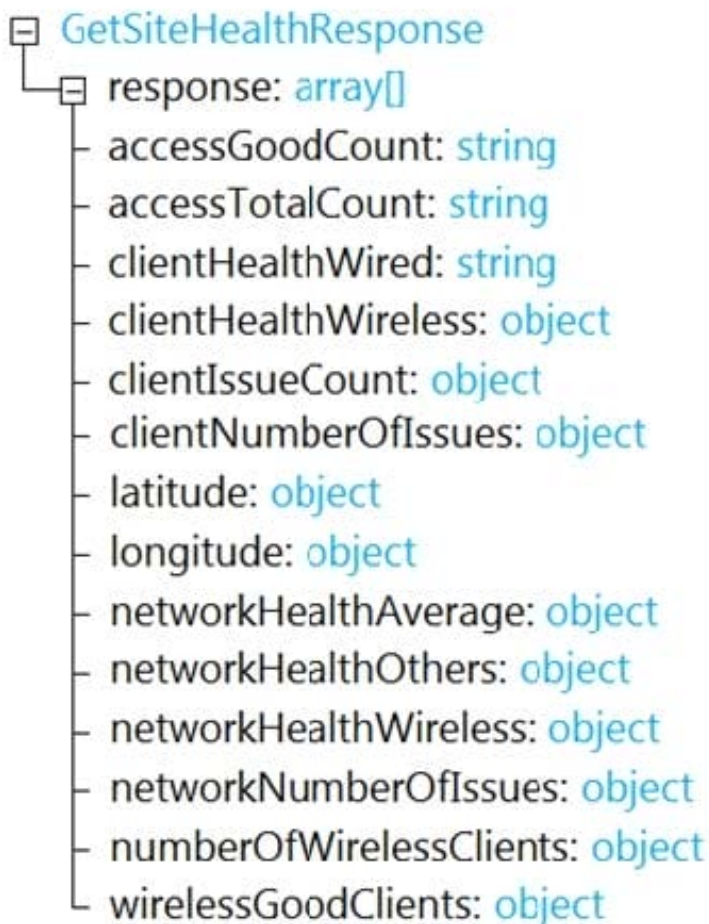 GetSiteHealthResponse
response: array[]
accessGoodCount: string
accessTotalCount: string
clientHealthWired: string
clientHealthWireless: object
clientIssueCount: object
clientNumberOfIssues: object
latitude: object
longitude: object
networkHealthAverage: object
networkHealthOthers: object
networkHealthWireless: object
networkNumberOfIssues: object
numberOfWirelessClients: object
wirelessGoodClients: object